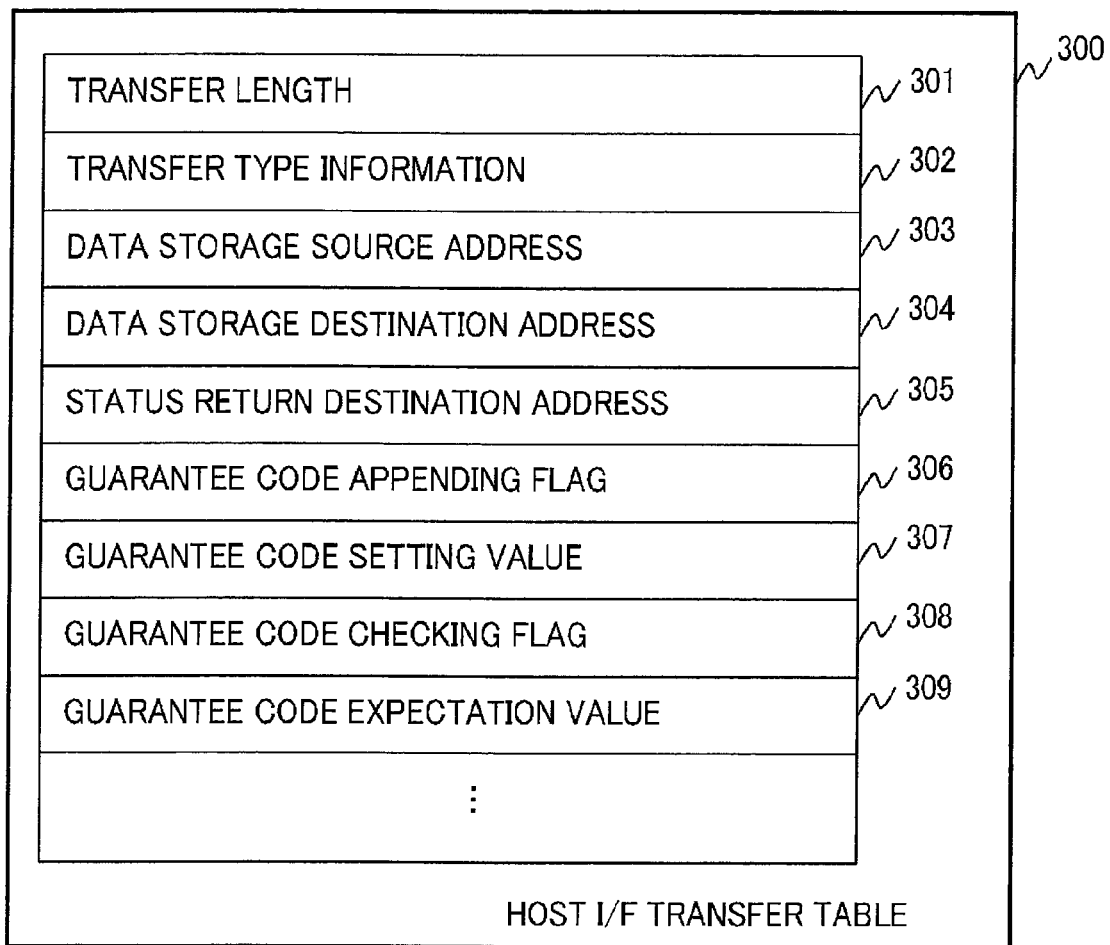 300
TRANSFER LENGTH 301
TRANSFER TYPE INFORMATION 302
DATA STORAGE SOURCE ADDRESS 303
DATA STORAGE DESTINATION ADDRESS 304
STATUS RETURN DESTINATION ADDRESS 305
GUARANTEE CODE APPENDING FLAG 306
GUARANTEE CODE SETTING VALUE 307
GUARANTEE CODE CHECKING FLAG 308
GUARANTEE CODE EXPECTATION VALUE 309
⋮
HOST I/F TRANSFER TABLE